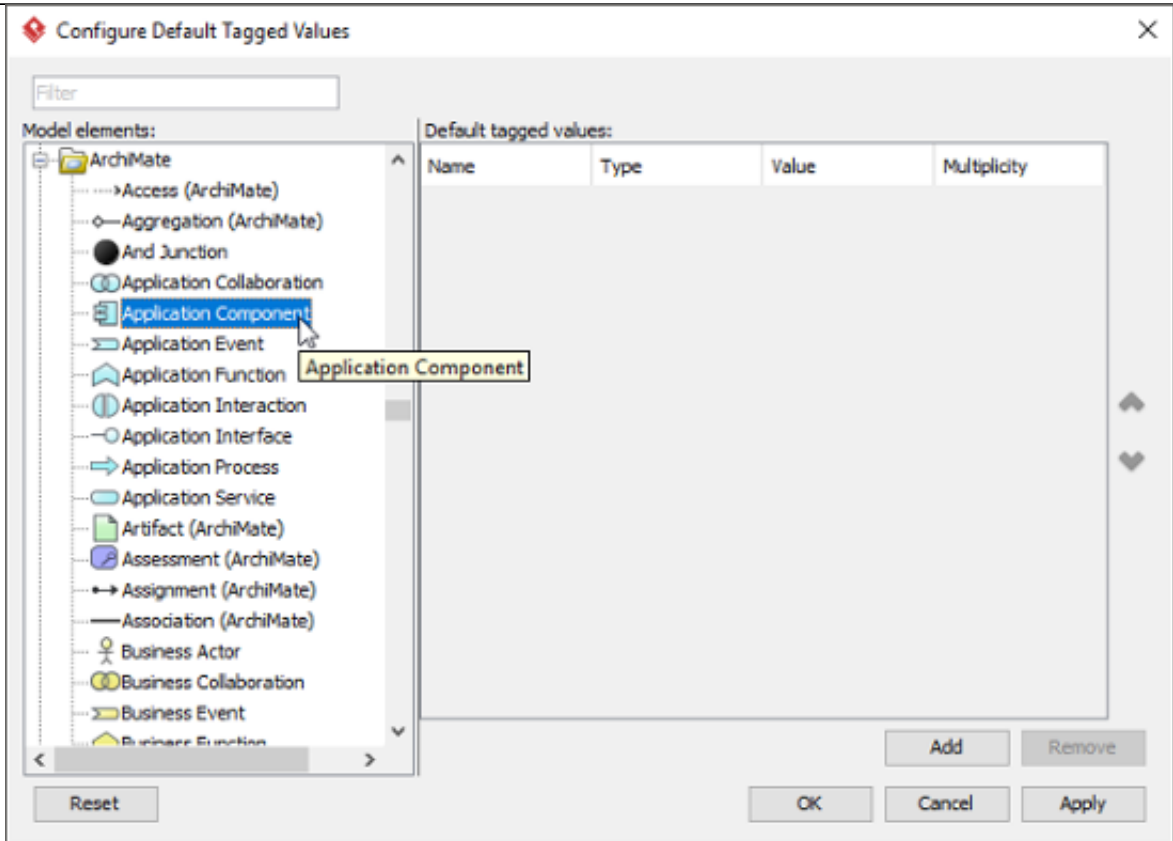 Configure Default Tagged Values
Filter
Model elements:
ArchiMate
Access (ArchiMate)
Aggregation (ArchiMate)
And Junction
Application Collaboration
Application Component
Application Event
Application Function
Application Component
Application Interaction
Application Interface
Application Process
Application Service
Artifact (ArchiMate)
Assessment (ArchiMate)
Assignment (ArchiMate)
Association (ArchiMate)
Business Actor
Business Collaboration
Business Event
Business Function
Default tagged values:
Name Type Value Multiplicity
Add Remove
Reset OK Cancel Apply